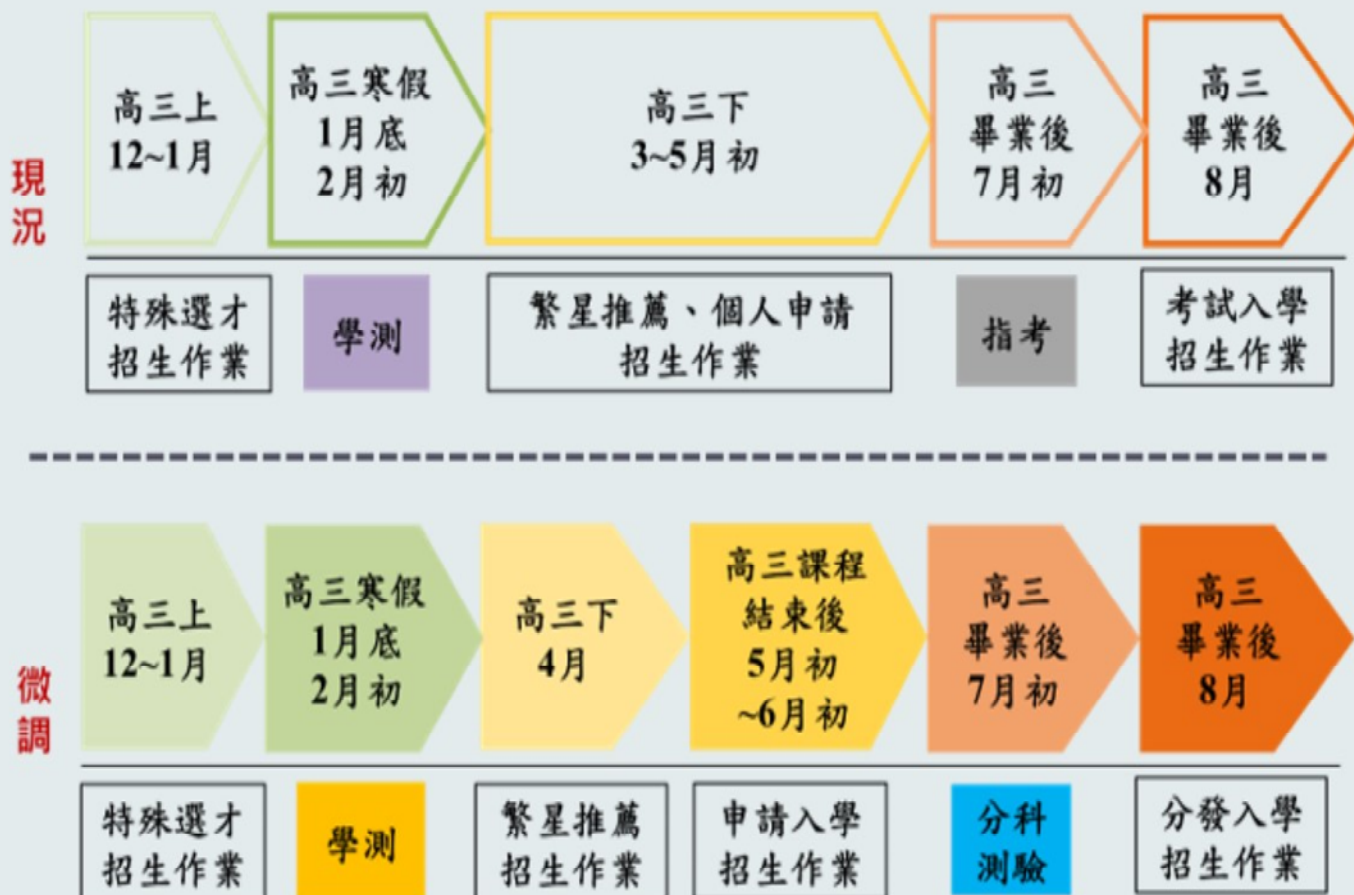 現
況
高三上
12~1月
高三寒假
1月底
2月初
高三下
3~5月初
高三
畢業後
7月初
高三
畢業後
8月
特殊選才
招生作業
學測
繁星推薦、個人申請
招生作業
指考
考試入學
招生作業
微
調
高三上
12~1月
高三寒假
1月底
2月初
高三下
4月
高三課程
結束後
5月初
~6月初
高三
畢業後
7月初
高三
畢業後
8月
特殊選才
招生作業
學測
繁星推薦
招生作業
申請入學
招生作業
分科
測驗
分發入學
招生作業